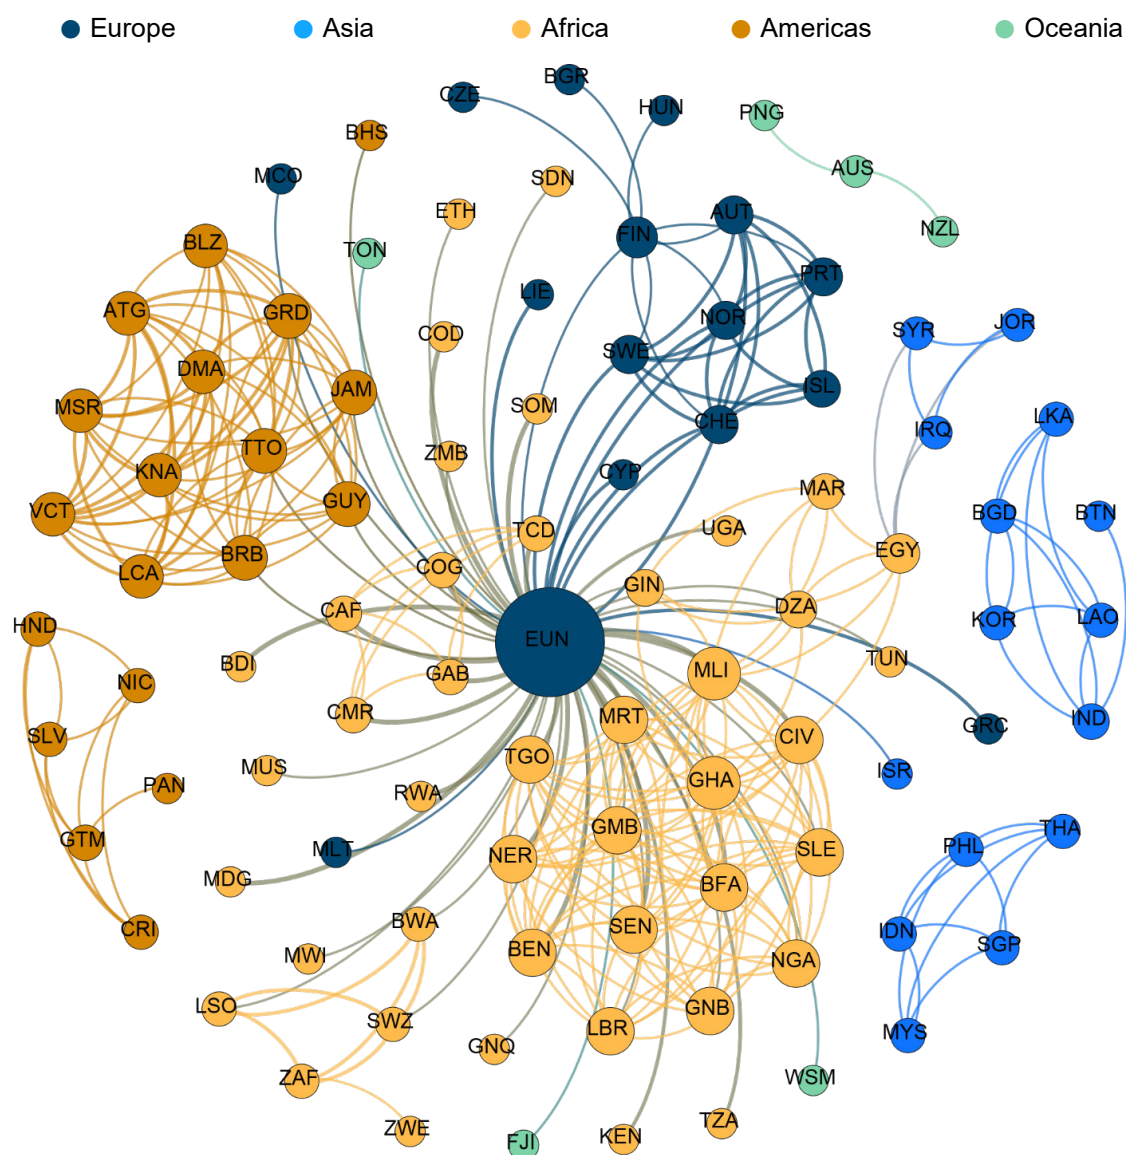 Europe Asia Africa Americas Oceania
BGR
CZE
HUN
PNG
BHS
AUS
MCO
SDN
ETH
AUT
NZL
FIN
BLZ
TON
PRT
LIE
ATG
GRD
NOR
SYR
JOR
COD
SWE
DMA
JAM
ISL
MSR
SOM
CHE
LKA
IRQ
TTO
ZMB
KNA
CYP
MAR
VCT
GUY
BGD
BTN
TCD
UGA
BRB
EGY
LCA
COG
GIN
CAF
DZA
HND
KOR
LAO
EUN
BDI
TUN
NIC
GAB
MLI
CMR
MRT
IND
GRC
SLV
CIV
TGO
MUS
ISR
PAN
RWA
GHA
GMB
THA
GTM
MLT
NER
SLE
PHL
MDG
BFA
CRI
BWA
SEN
IDN
SGP
MWI
BEN
NGA
LSO
SWZ
LBR
GNB
MYS
GNQ
ZAF
WSM
ZWE
FJI
KEN
TZA